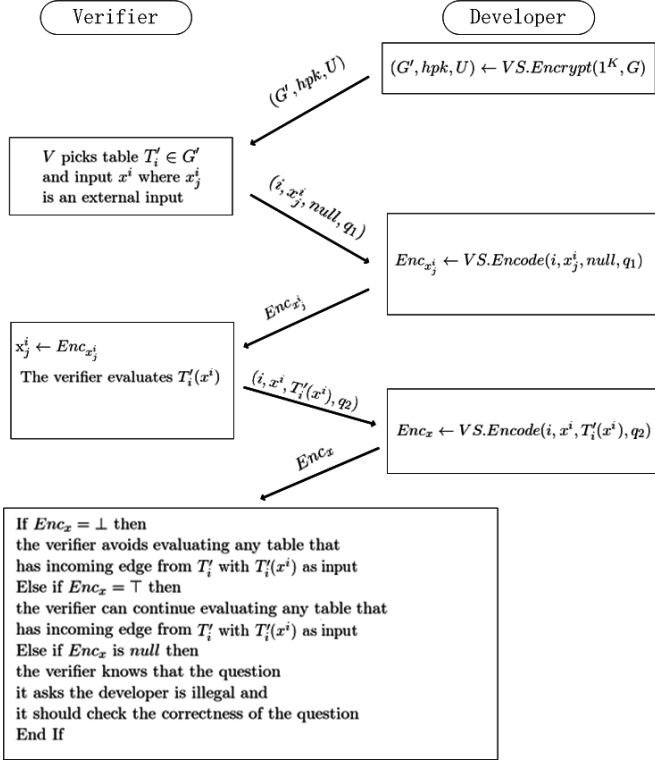 Verifier
Developer
(G′, hpk, U) ← VS.Encrypt(1^K, G)
(G′, hpk, U)
V picks table T′_i ∈ G′
and input x^i where x^i_j
is an external input
(i, x^i_j, null, q_1)
Enc_{x^i_j} ← VS.Encode(i, x^i_j, null, q_1)
Enc_{x^i_j}
x^i_j ← Enc_{x^i_j}
The verifier evaluates T′_i(x^i)
(i, x^i, T′_i(x^i), q_2)
Enc_x ← VS.Encode(i, x^i, T′_i(x^i), q_2)
Enc_x
If Enc_x = ⊥ then
the verifier avoids evaluating any table that
has incoming edge from T′_i with T′_i(x^i) as input
Else if Enc_x = ⊤ then
the verifier can continue evaluating any table that
has incoming edge from T′_i with T′_i(x^i) as input
Else if Enc_x is null then
the verifier knows that the question
it asks the developer is illegal and
it should check the correctness of the question
End If